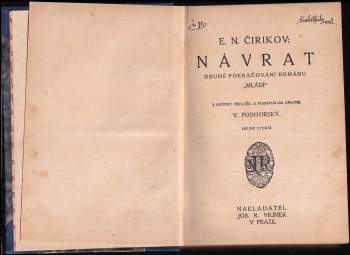 E. N. ČIRIKOV:
NÁVRAT
DRUHÉ POKRAČOVÁNÍ ROMÁNU
„MLÁDÍ“
Z RUŠTINY PŘELOŽIL A POZNÁMKAMI OPATŘIL
V. PODHORSKÝ.
DRUHÉ VYDÁNÍ
NAKLADATEL
JOS. R. VILÍMEK
V PRAZE.